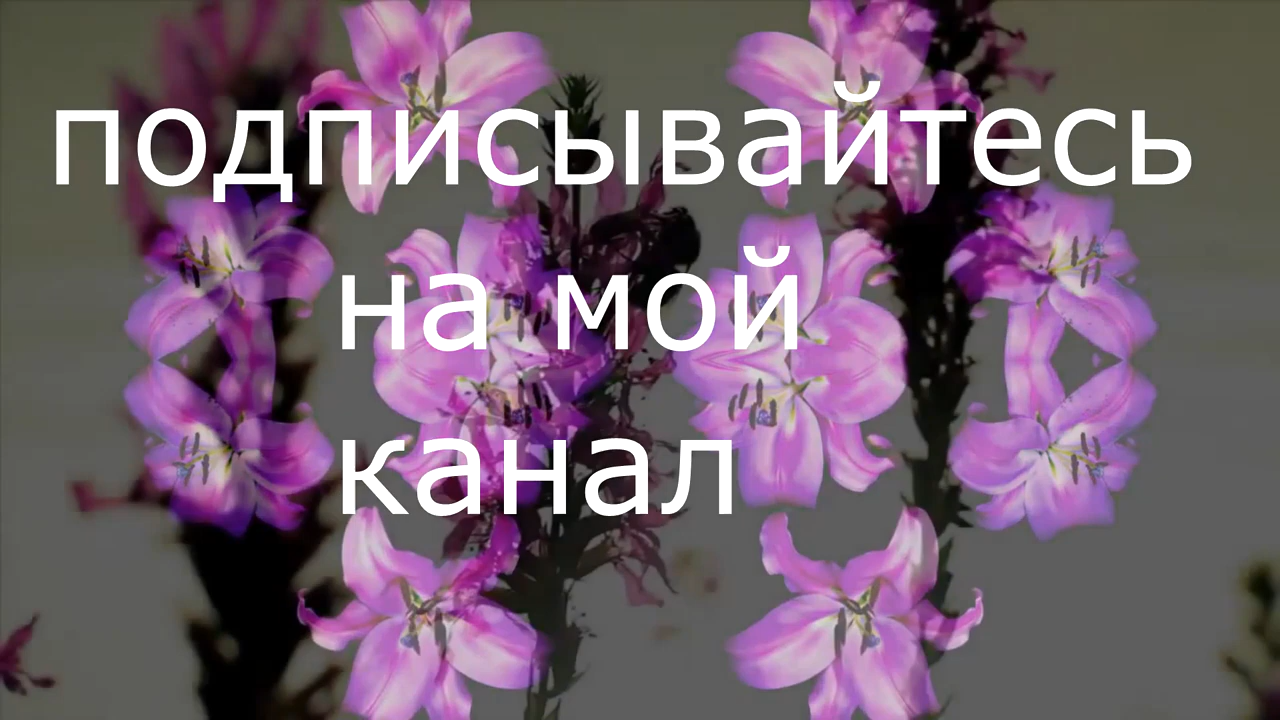 подписывайтесь
на мой
канал